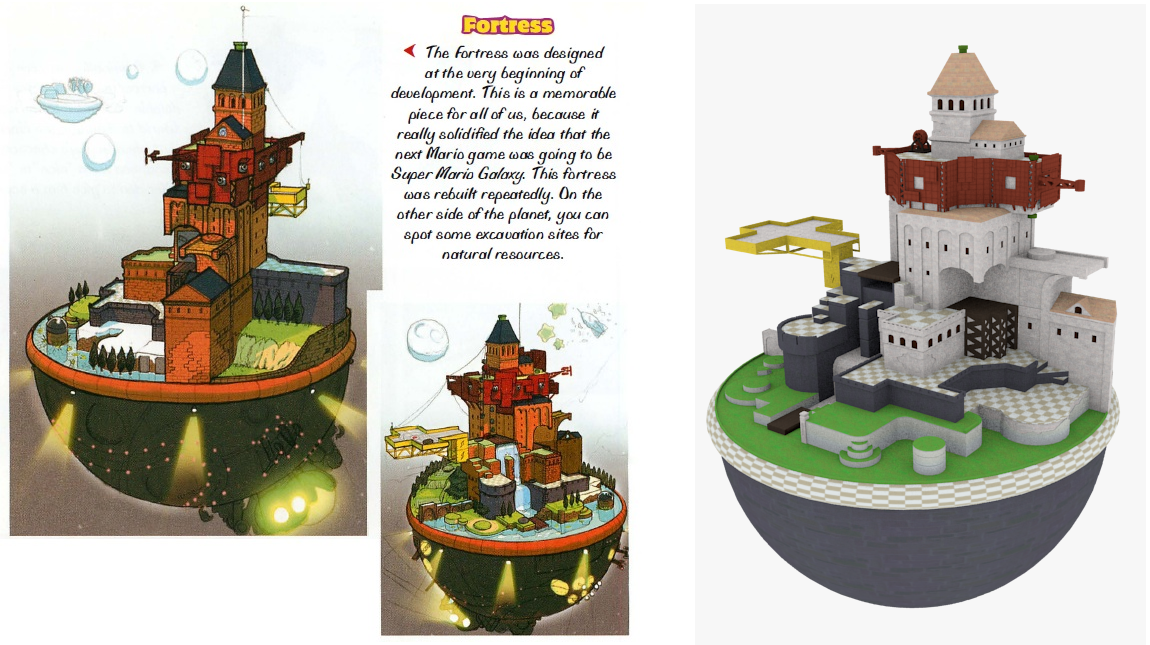 Fortress
The Fortress was designed
at the very beginning of
development. This is a memorable
piece for all of us, because it
really solidified the idea that the
next Mario game was going to be
Super Mario Galaxy. This fortress
was rebuilt repeatedly. On the
other side of the planet, you can
spot some excavation sites for
natural resources.